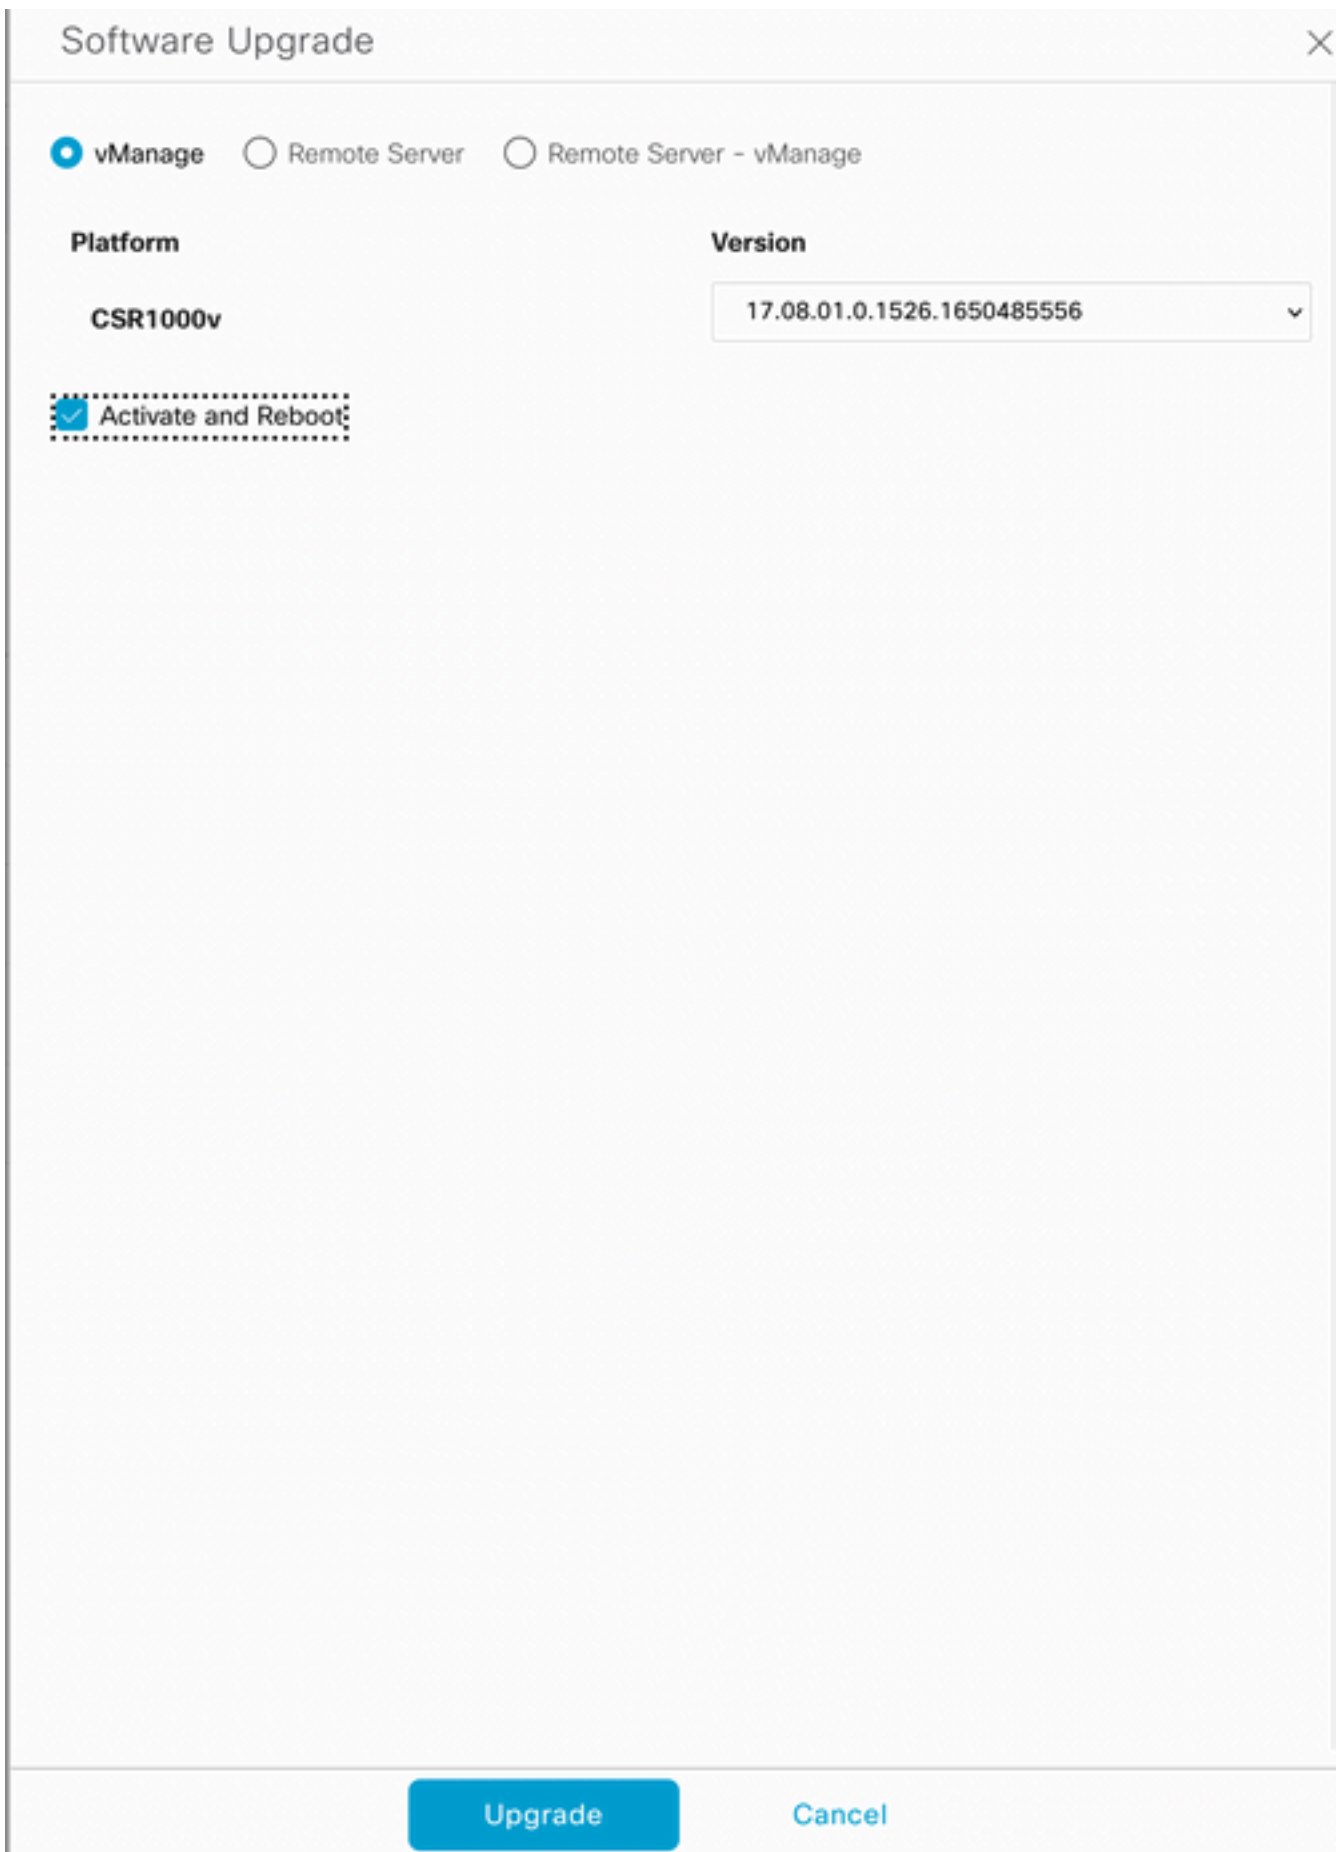 Software Upgrade
vManage Remote Server Remote Server - vManage
Platform Version
CSR1000v 17.08.01.0.1526.1650485556
Activate and Reboot
Upgrade Cancel